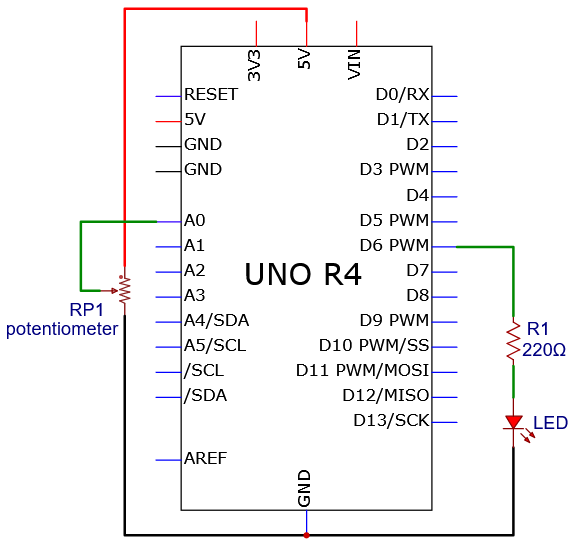 3V3
5V
VIN
RESET
5V
GND
GND
A0
A1
A2
A3
A4/SDA
A5/SCL
/SCL
/SDA
AREF
UNO R4
D0/RX
D1/TX
D2
D3 PWM
D4
D5 PWM
D6 PWM
D7
D8
D9 PWM
D10 PWM/SS
D11 PWM/MOSI
D12/MISO
D13/SCK
GND
RP1
potentiometer
R1
220Ω
LED